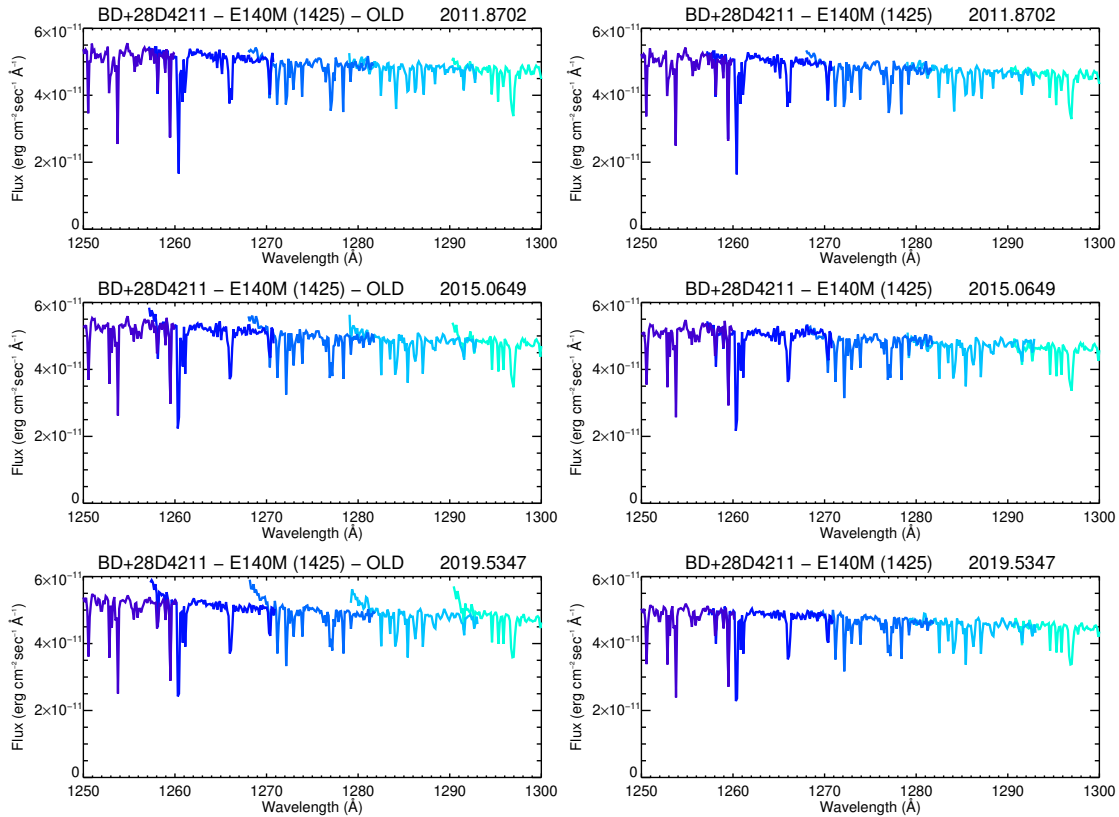 BD+28D4211 − E140M (1425) − OLD 2011.8702
6×10⁻¹¹
4×10⁻¹¹
2×10⁻¹¹
0
Flux (erg cm⁻² sec⁻¹ Å⁻¹)
1250 1260 1270 1280 1290 1300
Wavelength (Å)
BD+28D4211 − E140M (1425) 2011.8702
6×10⁻¹¹
4×10⁻¹¹
2×10⁻¹¹
0
Flux (erg cm⁻² sec⁻¹ Å⁻¹)
1250 1260 1270 1280 1290 1300
Wavelength (Å)
BD+28D4211 − E140M (1425) − OLD 2015.0649
6×10⁻¹¹
4×10⁻¹¹
2×10⁻¹¹
0
Flux (erg cm⁻² sec⁻¹ Å⁻¹)
1250 1260 1270 1280 1290 1300
Wavelength (Å)
BD+28D4211 − E140M (1425) 2015.0649
6×10⁻¹¹
4×10⁻¹¹
2×10⁻¹¹
0
Flux (erg cm⁻² sec⁻¹ Å⁻¹)
1250 1260 1270 1280 1290 1300
Wavelength (Å)
BD+28D4211 − E140M (1425) − OLD 2019.5347
6×10⁻¹¹
4×10⁻¹¹
2×10⁻¹¹
0
Flux (erg cm⁻² sec⁻¹ Å⁻¹)
1250 1260 1270 1280 1290 1300
Wavelength (Å)
BD+28D4211 − E140M (1425) 2019.5347
6×10⁻¹¹
4×10⁻¹¹
2×10⁻¹¹
0
Flux (erg cm⁻² sec⁻¹ Å⁻¹)
1250 1260 1270 1280 1290 1300
Wavelength (Å)